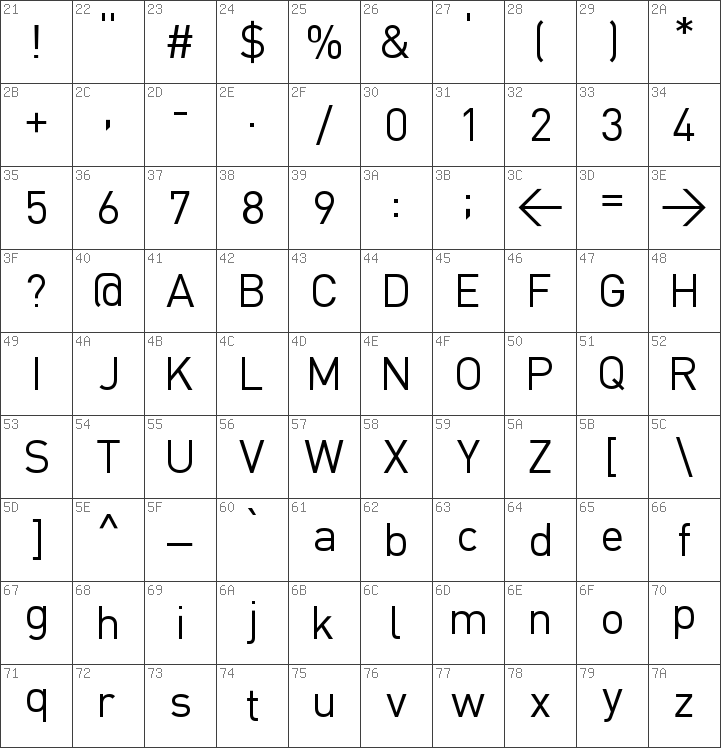 21 22 23 24 25 26 27 28 29 2A
! " # $ % & ' ( ) *
2B 2C 2D 2E 2F 30 31 32 33 34
+ , - . / 0 1 2 3 4
35 36 37 38 39 3A 3B 3C 3D 3E
5 6 7 8 9 : ; ← = →
3F 40 41 42 43 44 45 46 47 48
? @ A B C D E F G H
49 4A 4B 4C 4D 4E 4F 50 51 52
I J K L M N O P Q R
53 54 55 56 57 58 59 5A 5B 5C
S T U V W X Y Z [ \
5D 5E 5F 60 61 62 63 64 65 66
] ^ _ ` a b c d e f
67 68 69 6A 6B 6C 6D 6E 6F 70
g h i j k l m n o p
71 72 73 74 75 76 77 78 79 7A
q r s t u v w x y z